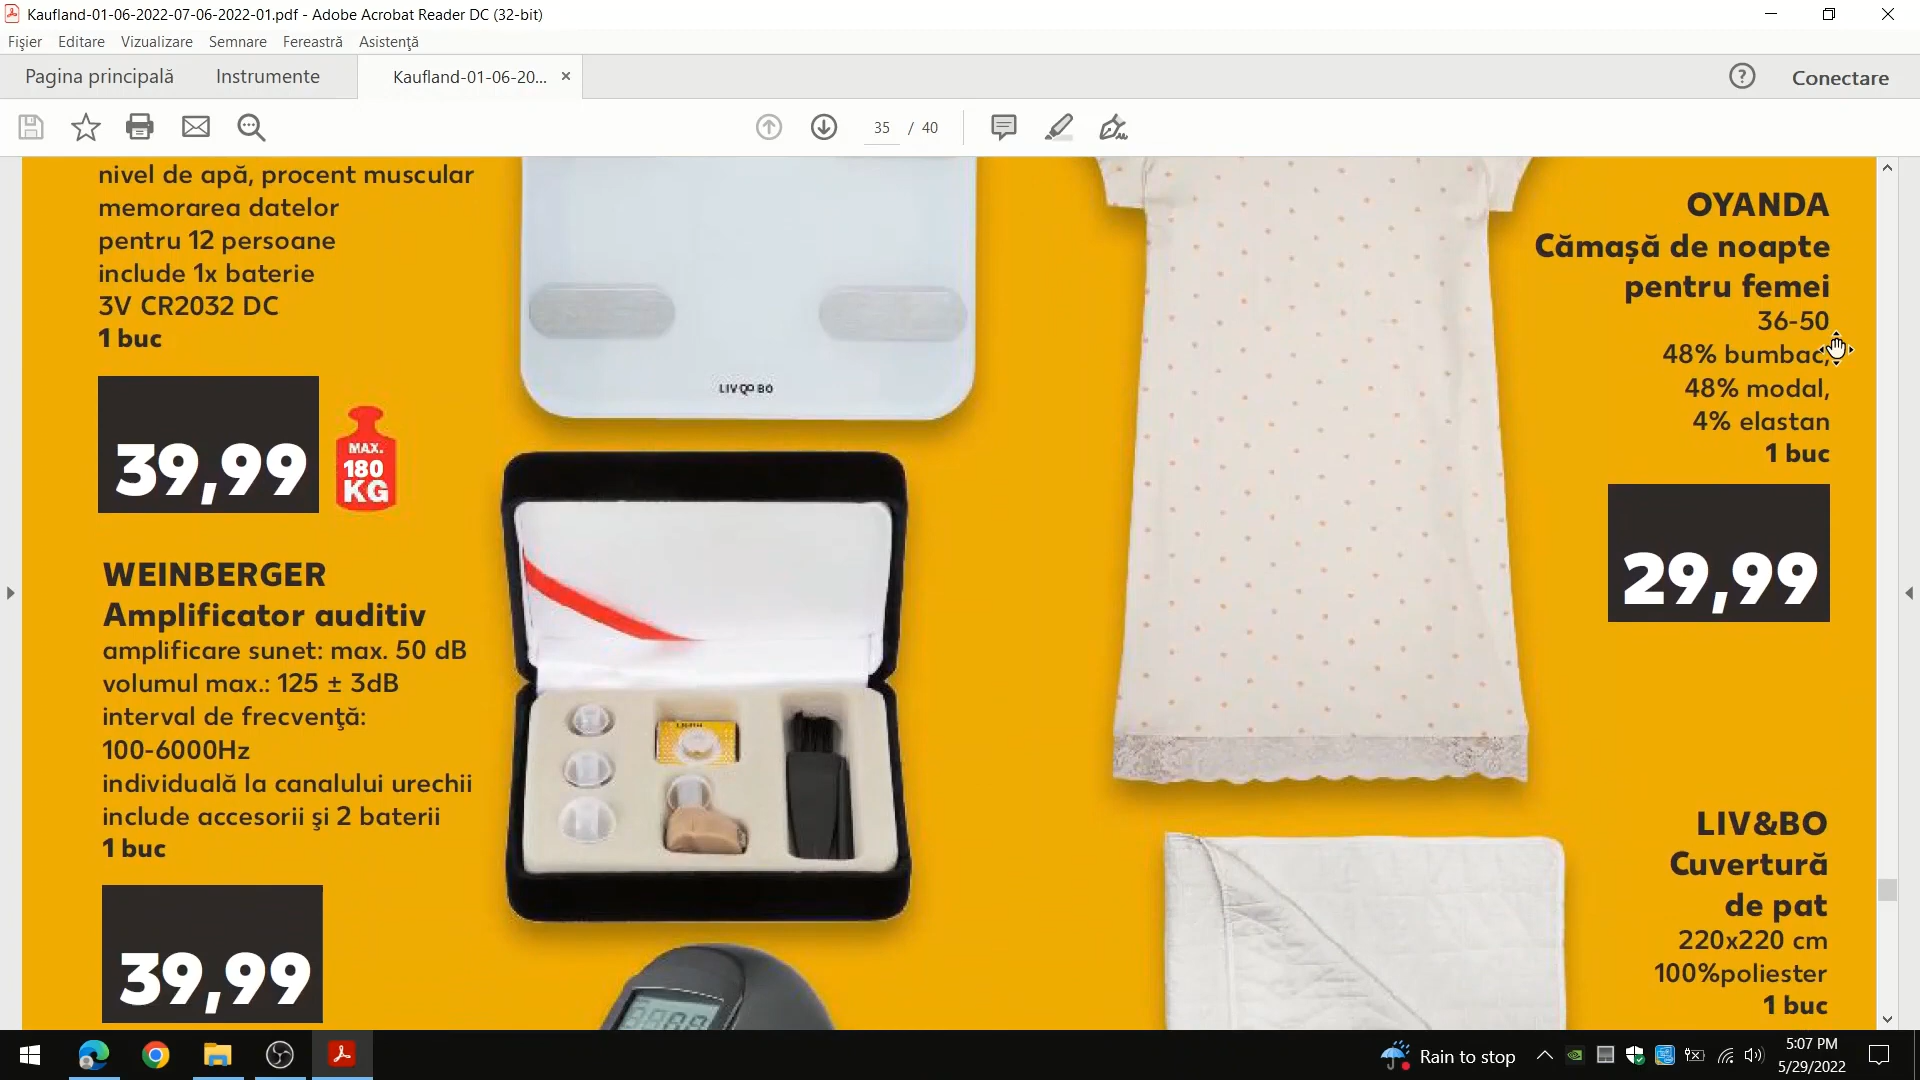 Kaufland-01-06-2022-07-06-2022-01.pdf - Adobe Acrobat Reader DC (32-bit)
Fișier Editare Vizualizare Semnare Fereastră Asistență
Pagina principală Instrumente Kaufland-01-06-20... × Conectare
35 / 40
nivel de apă, procent muscular
memorarea datelor
pentru 12 persoane
include 1x baterie
3V CR2032 DC
1 buc
39,99
MAX.
180
KG
LIV BO
OYANDA
Cămașă de noapte
pentru femei
36-50
48% bumbac,
48% modal,
4% elastan
1 buc
29,99
WEINBERGER
Amplificator auditiv
amplificare sunet: max. 50 dB
volumul max.: 125 ± 3dB
interval de frecvenţă:
100-6000Hz
individuală la canalului urechii
include accesorii şi 2 baterii
1 buc
39,99
LIV&BO
Cuvertură
de pat
220x220 cm
100%poliester
1 buc
Rain to stop
5:07 PM
5/29/2022